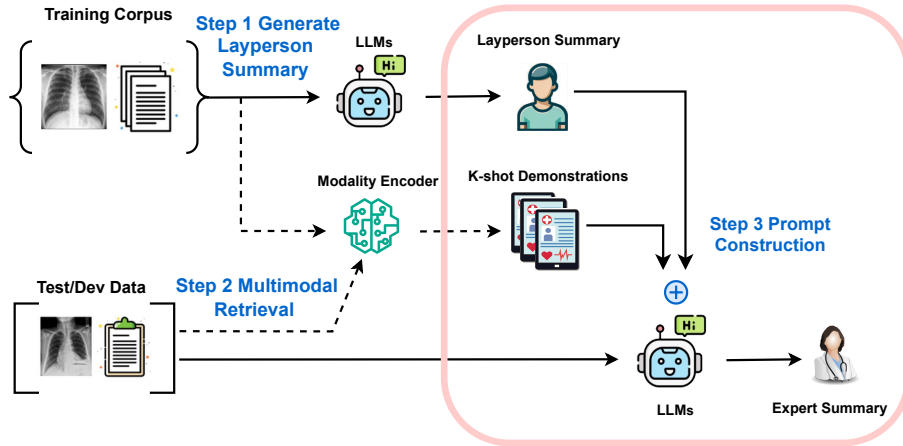 Training Corpus
Step 1 Generate
Layperson
Summary
LLMs
Hi
Layperson Summary
Modality Encoder
K-shot Demonstrations
Step 3 Prompt
Construction
Test/Dev Data
Step 2 Multimodal
Retrieval
Hi
LLMs
Expert Summary